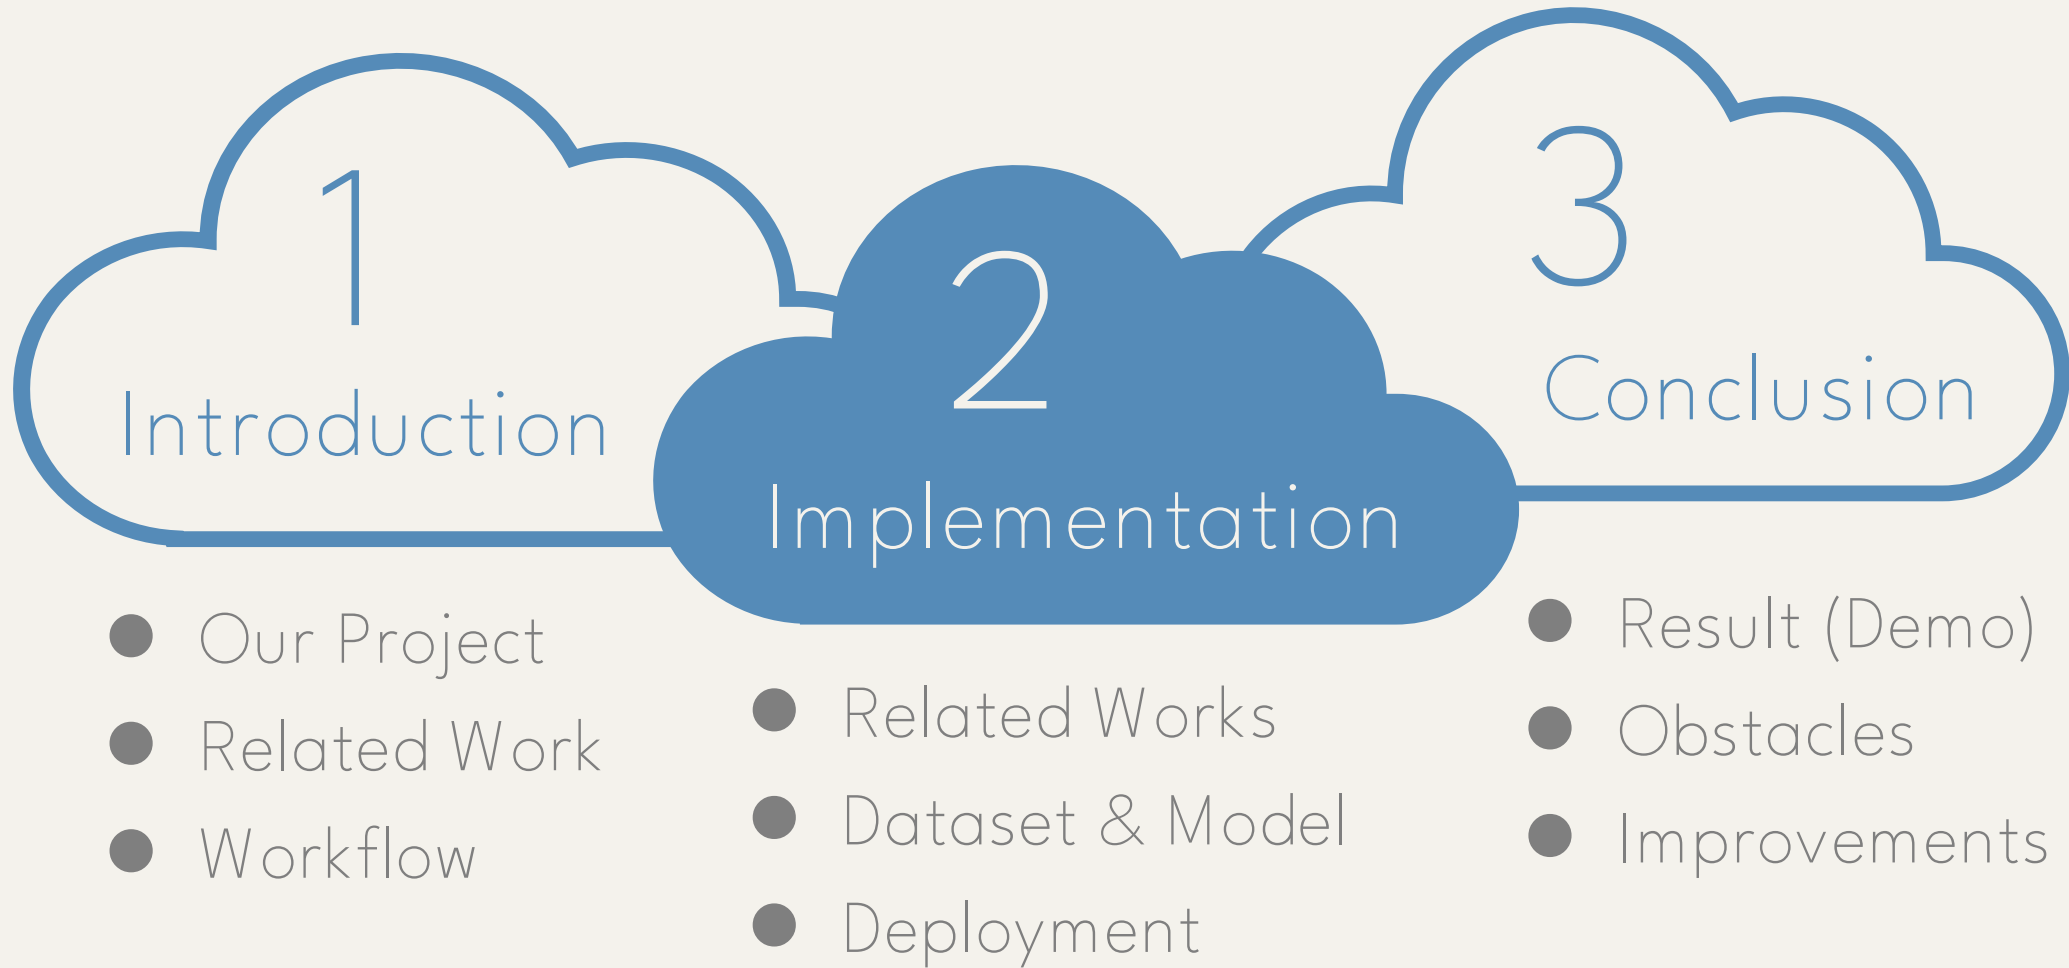 1
Introduction
Our Project
Related Work
Workflow
2
Implementation
Related Works
Dataset & Model
Deployment
3
Conclusion
Result (Demo)
Obstacles
Improvements